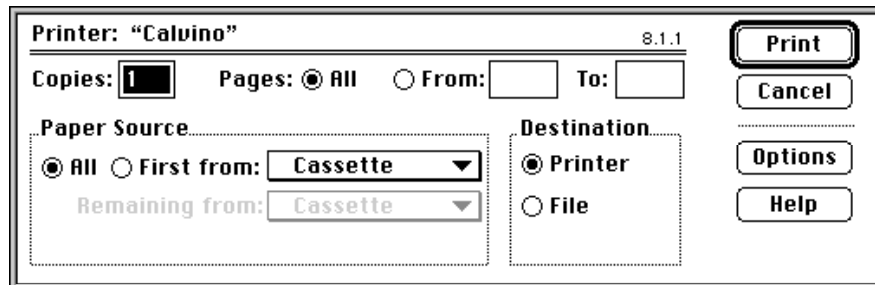 Printer: “Calvino” 8.1.1 Print
Copies: 1 Pages: All From: To: Cancel
Paper Source Destination
All First from: Cassette Printer Options
Remaining from: Cassette File Help